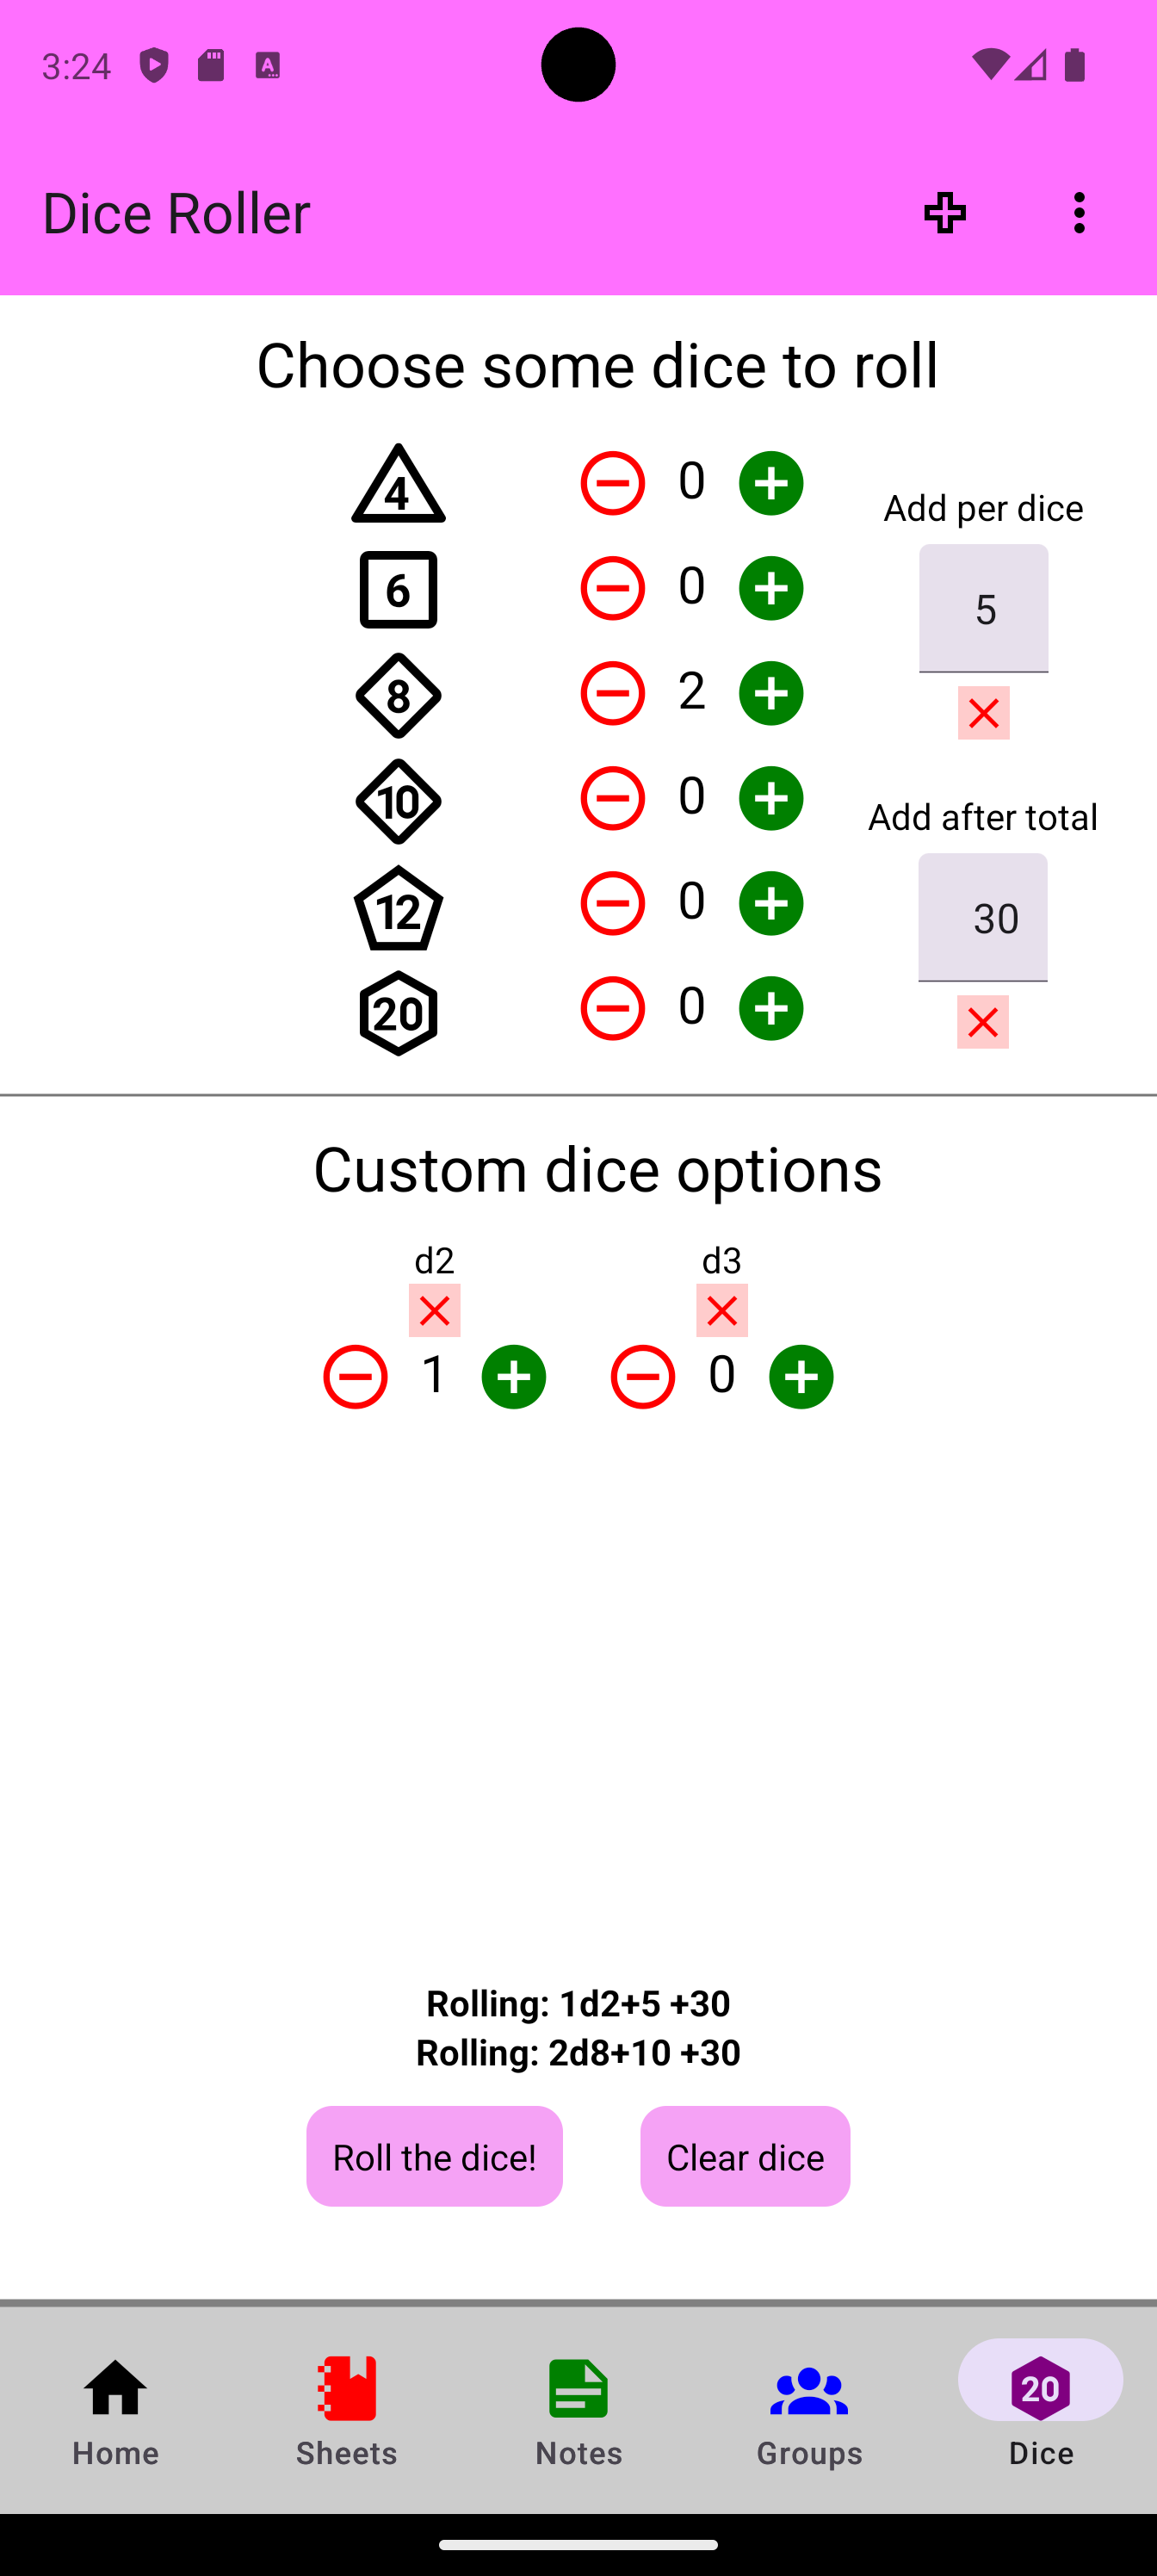 3:24
Dice Roller
Choose some dice to roll
4 0
6 0
8 2
10 0
12 0
20 0
Add per dice
5
Add after total
30
Custom dice options
d2 d3
1 0
Rolling: 1d2+5 +30
Rolling: 2d8+10 +30
Roll the dice! Clear dice
20
Home Sheets Notes Groups Dice